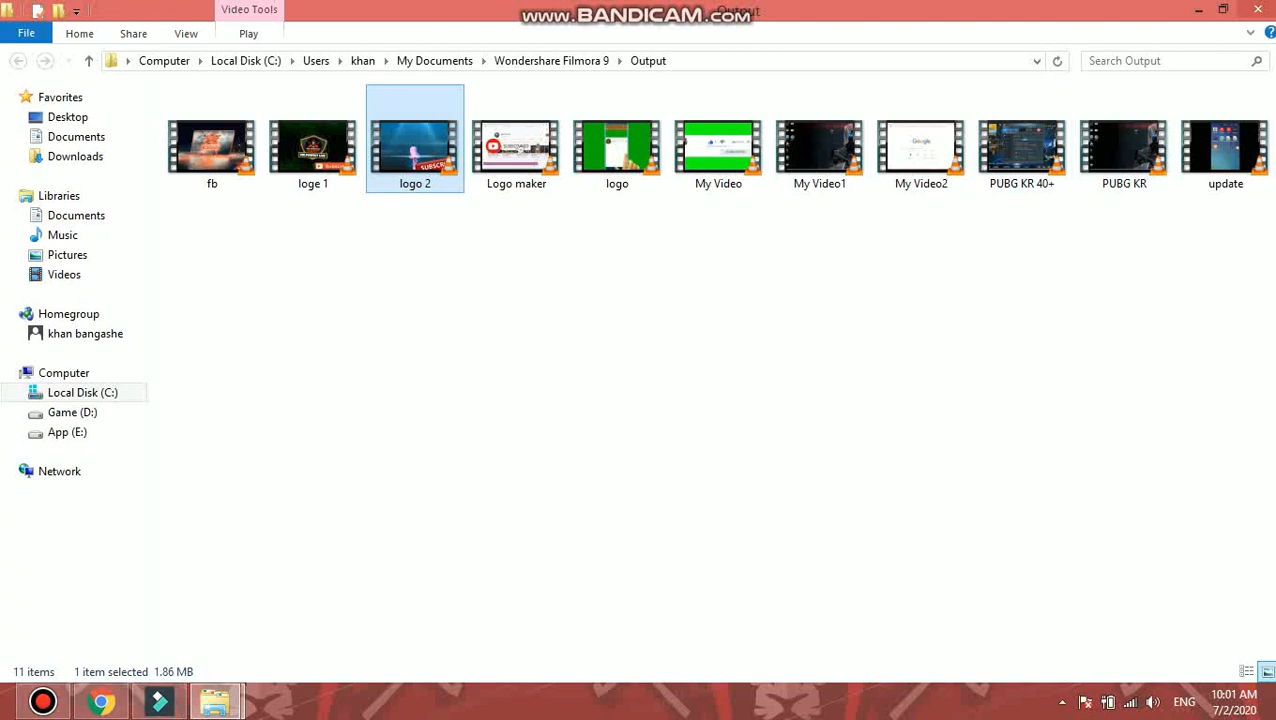 Video Tools
www.BANDICAM.com
Output
File
Home
Share
View
Play
Computer
Local Disk (C:)
Users
khan
My Documents
Wondershare Filmora 9
Output
Search Output
Favorites
Desktop
Documents
Downloads
Libraries
Documents
Music
Pictures
Videos
Homegroup
khan bangashe
Computer
Local Disk (C:)
Game (D:)
App (E:)
Network
fb
loge 1
logo 2
Logo maker
logo
My Video
My Video1
My Video2
PUBG KR 40+
PUBG KR
update
11 items
1 item selected 1.86 MB
ENG
10:01 AM
7/2/2020